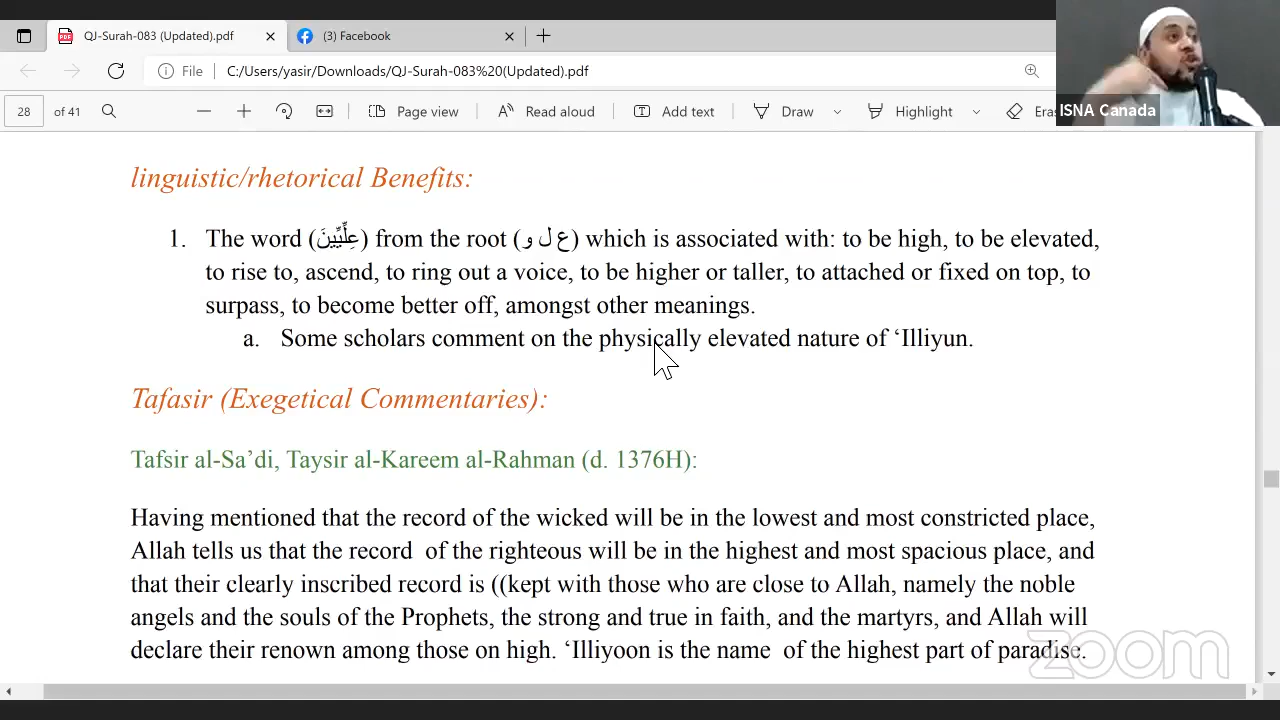 QJ-Surah-083 (Updated).pdf
(3) Facebook
File
C:/Users/yasir/Downloads/QJ-Surah-083%20(Updated).pdf
28 of 41
Page view
Read aloud
Add text
Draw
Highlight
Era
ISNA Canada
linguistic/rhetorical Benefits:
1. The word (عِلِّيِّينَ) from the root (ع ل و) which is associated with: to be high, to be elevated,
to rise to, ascend, to ring out a voice, to be higher or taller, to attached or fixed on top, to
surpass, to become better off, amongst other meanings.
a. Some scholars comment on the physically elevated nature of ‘Illiyun.
Tafasir (Exegetical Commentaries):
Tafsir al-Sa’di, Taysir al-Kareem al-Rahman (d. 1376H):
Having mentioned that the record of the wicked will be in the lowest and most constricted place,
Allah tells us that the record of the righteous will be in the highest and most spacious place, and
that their clearly inscribed record is ((kept with those who are close to Allah, namely the noble
angels and the souls of the Prophets, the strong and true in faith, and the martyrs, and Allah will
declare their renown among those on high. ‘Illiyoon is the name of the highest part of paradise.
zoom